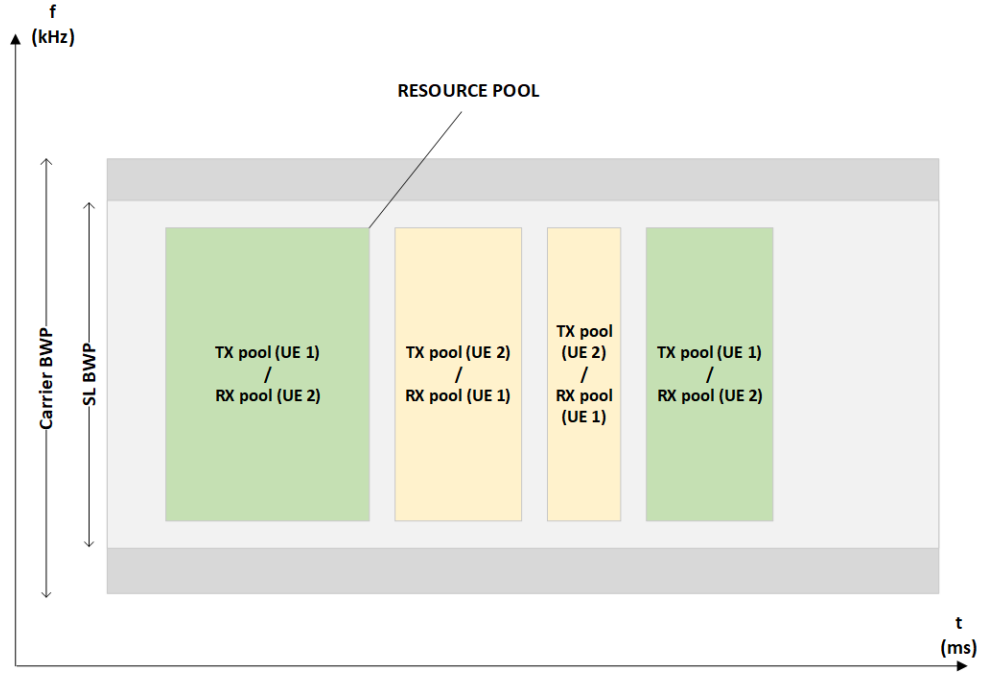 f
(kHz)
RESOURCE POOL
Carrier BWP
SL BWP
TX pool (UE 1)
/
RX pool (UE 2)
TX pool (UE 2)
/
RX pool (UE 1)
TX pool
(UE 2)
/
RX pool
(UE 1)
TX pool (UE 1)
/
RX pool (UE 2)
t
(ms)